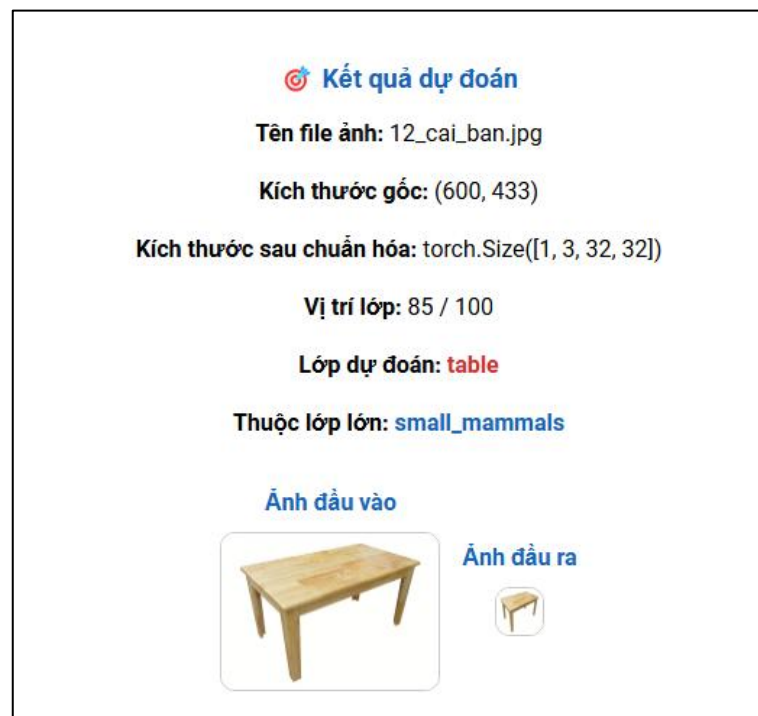 🎯 Kết quả dự đoán
Tên file ảnh: 12_cai_ban.jpg
Kích thước gốc: (600, 433)
Kích thước sau chuẩn hóa: torch.Size([1, 3, 32, 32])
Vị trí lớp: 85 / 100
Lớp dự đoán: table
Thuộc lớp lớn: small_mammals
Ảnh đầu vào
Ảnh đầu ra